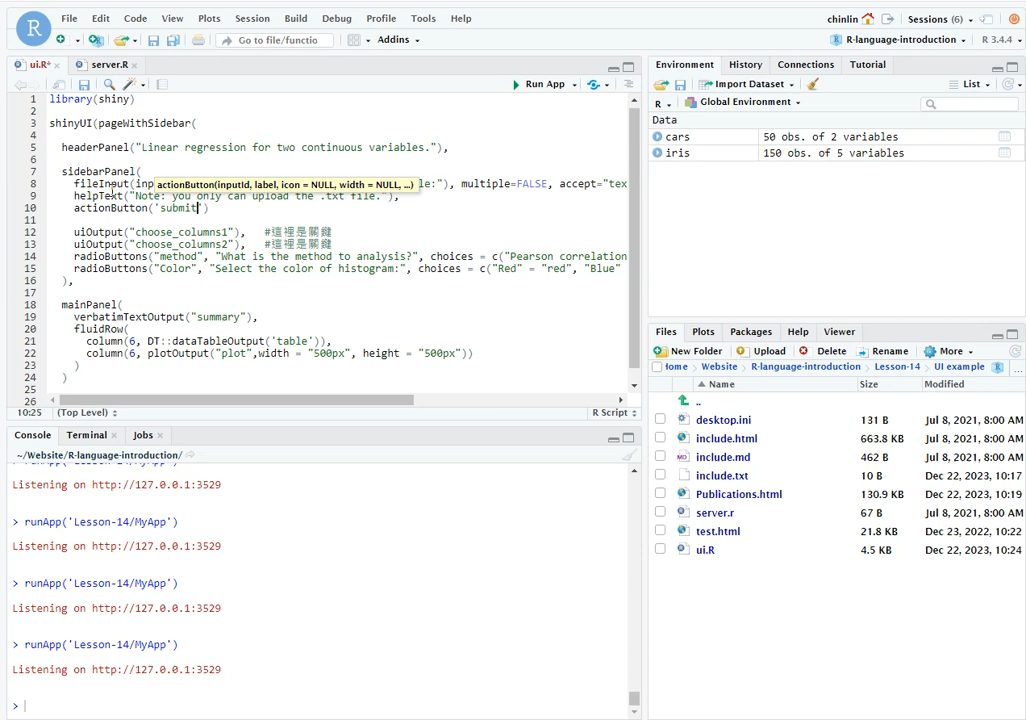 File Edit Code View Plots Session Build Debug Profile Tools Help
chinlin Sessions (6)
Go to file/functio Addins
R-language-introduction R 3.4.4
ui.R* server.R
Run App
1 library(shiny)
2
3 shinyUI(pageWithSidebar(
4
5 headerPanel("Linear regression for two continuous variables."),
6
7 sidebarPanel(
8 fileInput(inp actionButton(inputId, label, icon = NULL, width = NULL, ...) le:"), multiple=FALSE, accept="tex
9 helpText("Note: you only can upload the .txt file."),
10 actionButton('submit')
11
12 uiOutput("choose_columns1"), #這裡是關鍵
13 uiOutput("choose_columns2"), #這裡是關鍵
14 radioButtons("method", "What is the method to analysis?", choices = c("Pearson correlation
15 radioButtons("Color", "Select the color of histogram:", choices = c("Red" = "red", "Blue"
16 ),
17
18 mainPanel(
19 verbatimTextOutput("summary"),
20 fluidRow(
21 column(6, DT::dataTableOutput('table')),
22 column(6, plotOutput("plot",width = "500px", height = "500px"))
23 )
24 )
25
26
10:25 (Top Level) R Script
Console Terminal Jobs
~/Website/R-language-introduction/
Listening on http://127.0.0.1:3529
> runApp('Lesson-14/MyApp')
Listening on http://127.0.0.1:3529
> runApp('Lesson-14/MyApp')
Listening on http://127.0.0.1:3529
> runApp('Lesson-14/MyApp')
Listening on http://127.0.0.1:3529
>
Environment History Connections Tutorial
Import Dataset List
R Global Environment
Data
cars 50 obs. of 2 variables
iris 150 obs. of 5 variables
Files Plots Packages Help Viewer
New Folder Upload Delete Rename More
Home Website R-language-introduction Lesson-14 UI example ...
Name Size Modified
..
desktop.ini 131 B Jul 8, 2021, 8:00 AM
include.html 663.8 KB Jul 8, 2021, 8:00 AM
include.md 462 B Jul 8, 2021, 8:00 AM
include.txt 10 B Dec 22, 2023, 10:17
Publications.html 130.9 KB Dec 22, 2023, 10:19
server.r 67 B Jul 8, 2021, 8:00 AM
test.html 21.8 KB Dec 23, 2022, 10:22
ui.R 4.5 KB Dec 22, 2023, 10:24